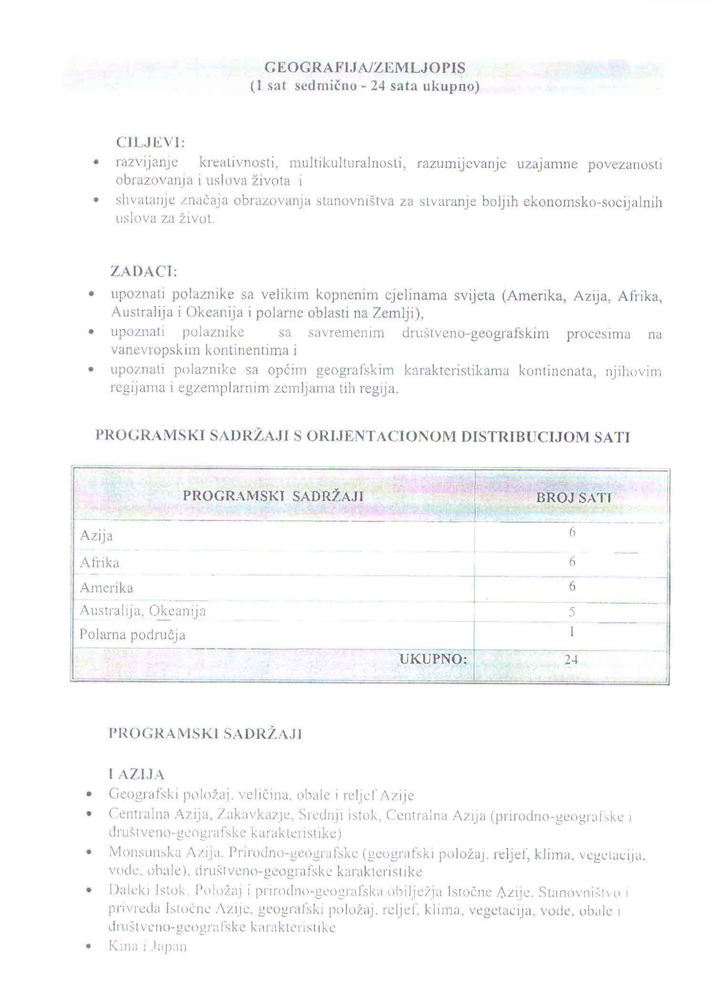 GEOGRAFIJA/ZEMLJOPIS
(1 sat sedmično - 24 sata ukupno)
CILJEVI:
• razvijanje kreativnosti, multikulturalnosti, razumijevanje uzajamne povezanosti
obrazovanja i uslova života i
• shvatanje značaja obrazovanja stanovništva za stvaranje boljih ekonomsko-socijalnih
uslova za život.
ZADACI:
• upoznati polaznike sa velikim kopnenim cjelinama svijeta (Amerika, Azija, Afrika,
Australija i Okeanija i polarne oblasti na Zemlji),
• upoznati polaznike sa savremenim društveno-geografskim procesima na
vanevropskim kontinentima i
• upoznati polaznike sa općim geografskim karakteristikama kontinenata, njihovim
regijama i egzemplarnim zemljama tih regija.
PROGRAMSKI SADRŽAJI S ORIJENTACIONOM DISTRIBUCIJOM SATI
PROGRAMSKI SADRŽAJI BROJ SATI
Azija 6
Afrika 6
Amerika 6
Australija, Okeanija 5
Polarna područja 1
UKUPNO: 24
PROGRAMSKI SADRŽAJI
I AZIJA
• Geografski položaj, veličina, obale i reljef Azije
• Centralna Azija, Zakavkazje, Srednji istok, Centralna Azija (prirodno-geografske i
društveno-geografske karakteristike)
• Monsunska Azija. Prirodno-geografske (geografski položaj, reljef, klima, vegetacija,
vode, obale), društveno-geografske karakteristike
• Daleki Istok. Položaj i prirodno-geografska obilježja Istočne Azije. Stanovništvo i
privreda Istočne Azije, geografski položaj, reljef, klima, vegetacija, vode, obale i
društveno-geografske karakteristike
• Kina i Japan